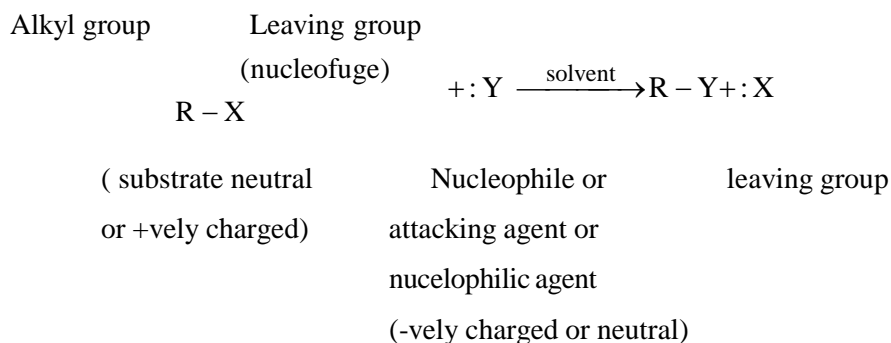 Alkyl group Leaving group
(nucleofuge)
R – X + : Y solvent ⟶ R – Y+ : X
( substrate neutral Nucleophile or leaving group
or +vely charged) attacking agent or
nucelophilic agent
(-vely charged or neutral)